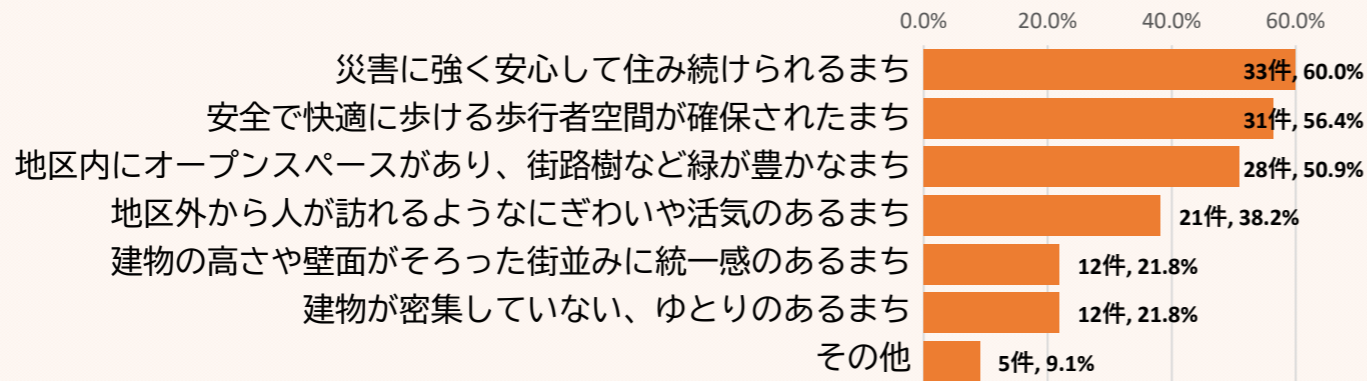 0.0% 20.0% 40.0% 60.0%
災害に強く安心して住み続けられるまち 33件, 60.0%
安全で快適に歩ける歩行者空間が確保されたまち 31件, 56.4%
地区内にオープンスペースがあり、街路樹など緑が豊かなまち 28件, 50.9%
地区外から人が訪れるようなにぎわいや活気のあるまち 21件, 38.2%
建物の高さや壁面がそろった街並みに統一感のあるまち 12件, 21.8%
建物が密集していない、ゆとりのあるまち 12件, 21.8%
その他 5件, 9.1%